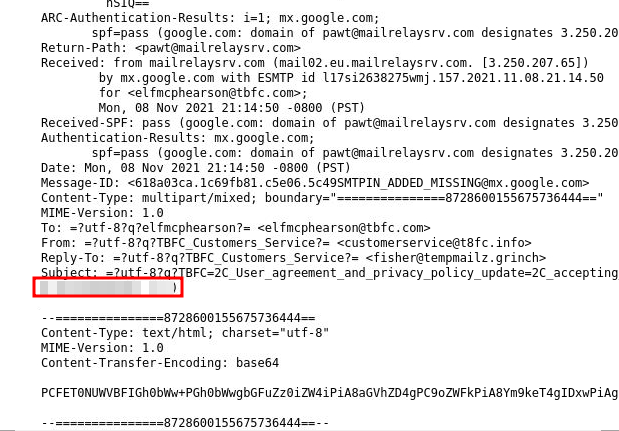 nSIQ==
ARC-Authentication-Results: i=1; mx.google.com;
spf=pass (google.com: domain of pawt@mailrelaysrv.com designates 3.250.20
Return-Path: <pawt@mailrelaysrv.com>
Received: from mailrelaysrv.com (mail02.eu.mailrelaysrv.com. [3.250.207.65])
by mx.google.com with ESMTP id l17si2638275wmj.157.2021.11.08.21.14.50
for <elfmcphearson@tbfc.com>;
Mon, 08 Nov 2021 21:14:50 -0800 (PST)
Received-SPF: pass (google.com: domain of pawt@mailrelaysrv.com designates 3.250
Authentication-Results: mx.google.com;
spf=pass (google.com: domain of pawt@mailrelaysrv.com designates 3.250.20
Date: Mon, 08 Nov 2021 21:14:50 -0800 (PST)
Message-ID: <618a03ca.1c69fb81.c5e06.5c49SMTPIN_ADDED_MISSING@mx.google.com>
Content-Type: multipart/mixed; boundary="===============8728600155675736444=="
MIME-Version: 1.0
To: =?utf-8?q?elfmcphearson?= <elfmcphearson@tbfc.com>
From: =?utf-8?q?TBFC_Customers_Service?= <customerservice@t8fc.info>
Reply-To: =?utf-8?q?TBFC_Customers_Service?= <fisher@tempmailz.grinch>
Subject: =?utf-8?q?TBFC=2C_User_agreement_and_privacy_policy_update=2C_accepting
)
--===============8728600155675736444==
Content-Type: text/html; charset="utf-8"
MIME-Version: 1.0
Content-Transfer-Encoding: base64
PCFET0NUWVBFIGh0bWw+PGh0bWwgbGFuZz0iZW4iPiA8aGVhZD4gPC9oZWFkPiA8Ym9keT4gIDxwPiAg
--===============8728600155675736444==--